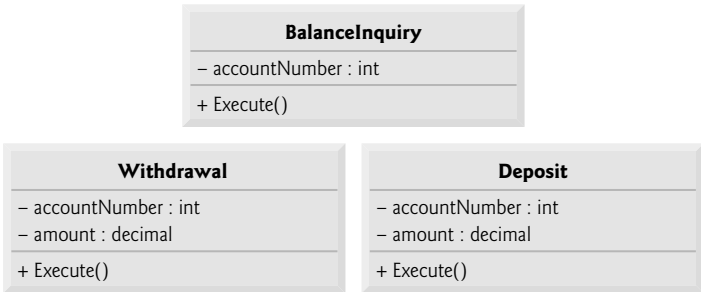 BalanceInquiry
– accountNumber : int
+ Execute()
Withdrawal
– accountNumber : int
– amount : decimal
+ Execute()
Deposit
– accountNumber : int
– amount : decimal
+ Execute()